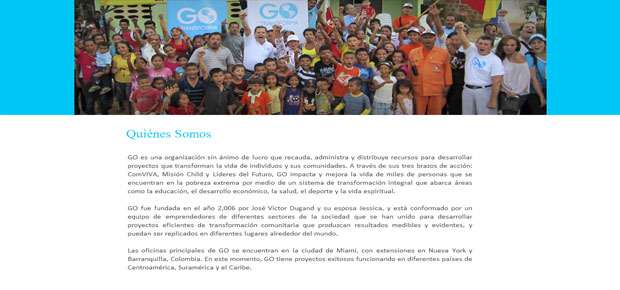 GO
TRANSFORMA
GO
TRANSFORMA
Quiénes Somos
GO es una organización sin ánimo de lucro que recauda, administra y distribuye recursos para desarrollar
proyectos que transforman la vida de individuos y sus comunidades. A través de sus tres brazos de acción:
ComVIVA, Misión Child y Líderes del Futuro, GO impacta y mejora la vida de miles de personas que se
encuentran en la pobreza extrema por medio de un sistema de transformación integral que abarca áreas
como la educación, el desarrollo económico, la salud, el deporte y la vida espiritual.
GO fue fundada en el año 2,006 por José Victor Dugand y su esposa Jessica, y está conformado por un
equipo de emprendedores de diferentes sectores de la sociedad que se han unido para desarrollar
proyectos eficientes de transformación comunitaria que produzcan resultados medibles y evidentes, y
puedan ser replicados en diferentes lugares alrededor del mundo.
Las oficinas principales de GO se encuentran en la ciudad de Miami, con extensiones en Nueva York y
Barranquilla, Colombia. En este momento, GO tiene proyectos exitosos funcionando en diferentes países de
Centroamérica, Suramérica y el Caribe.